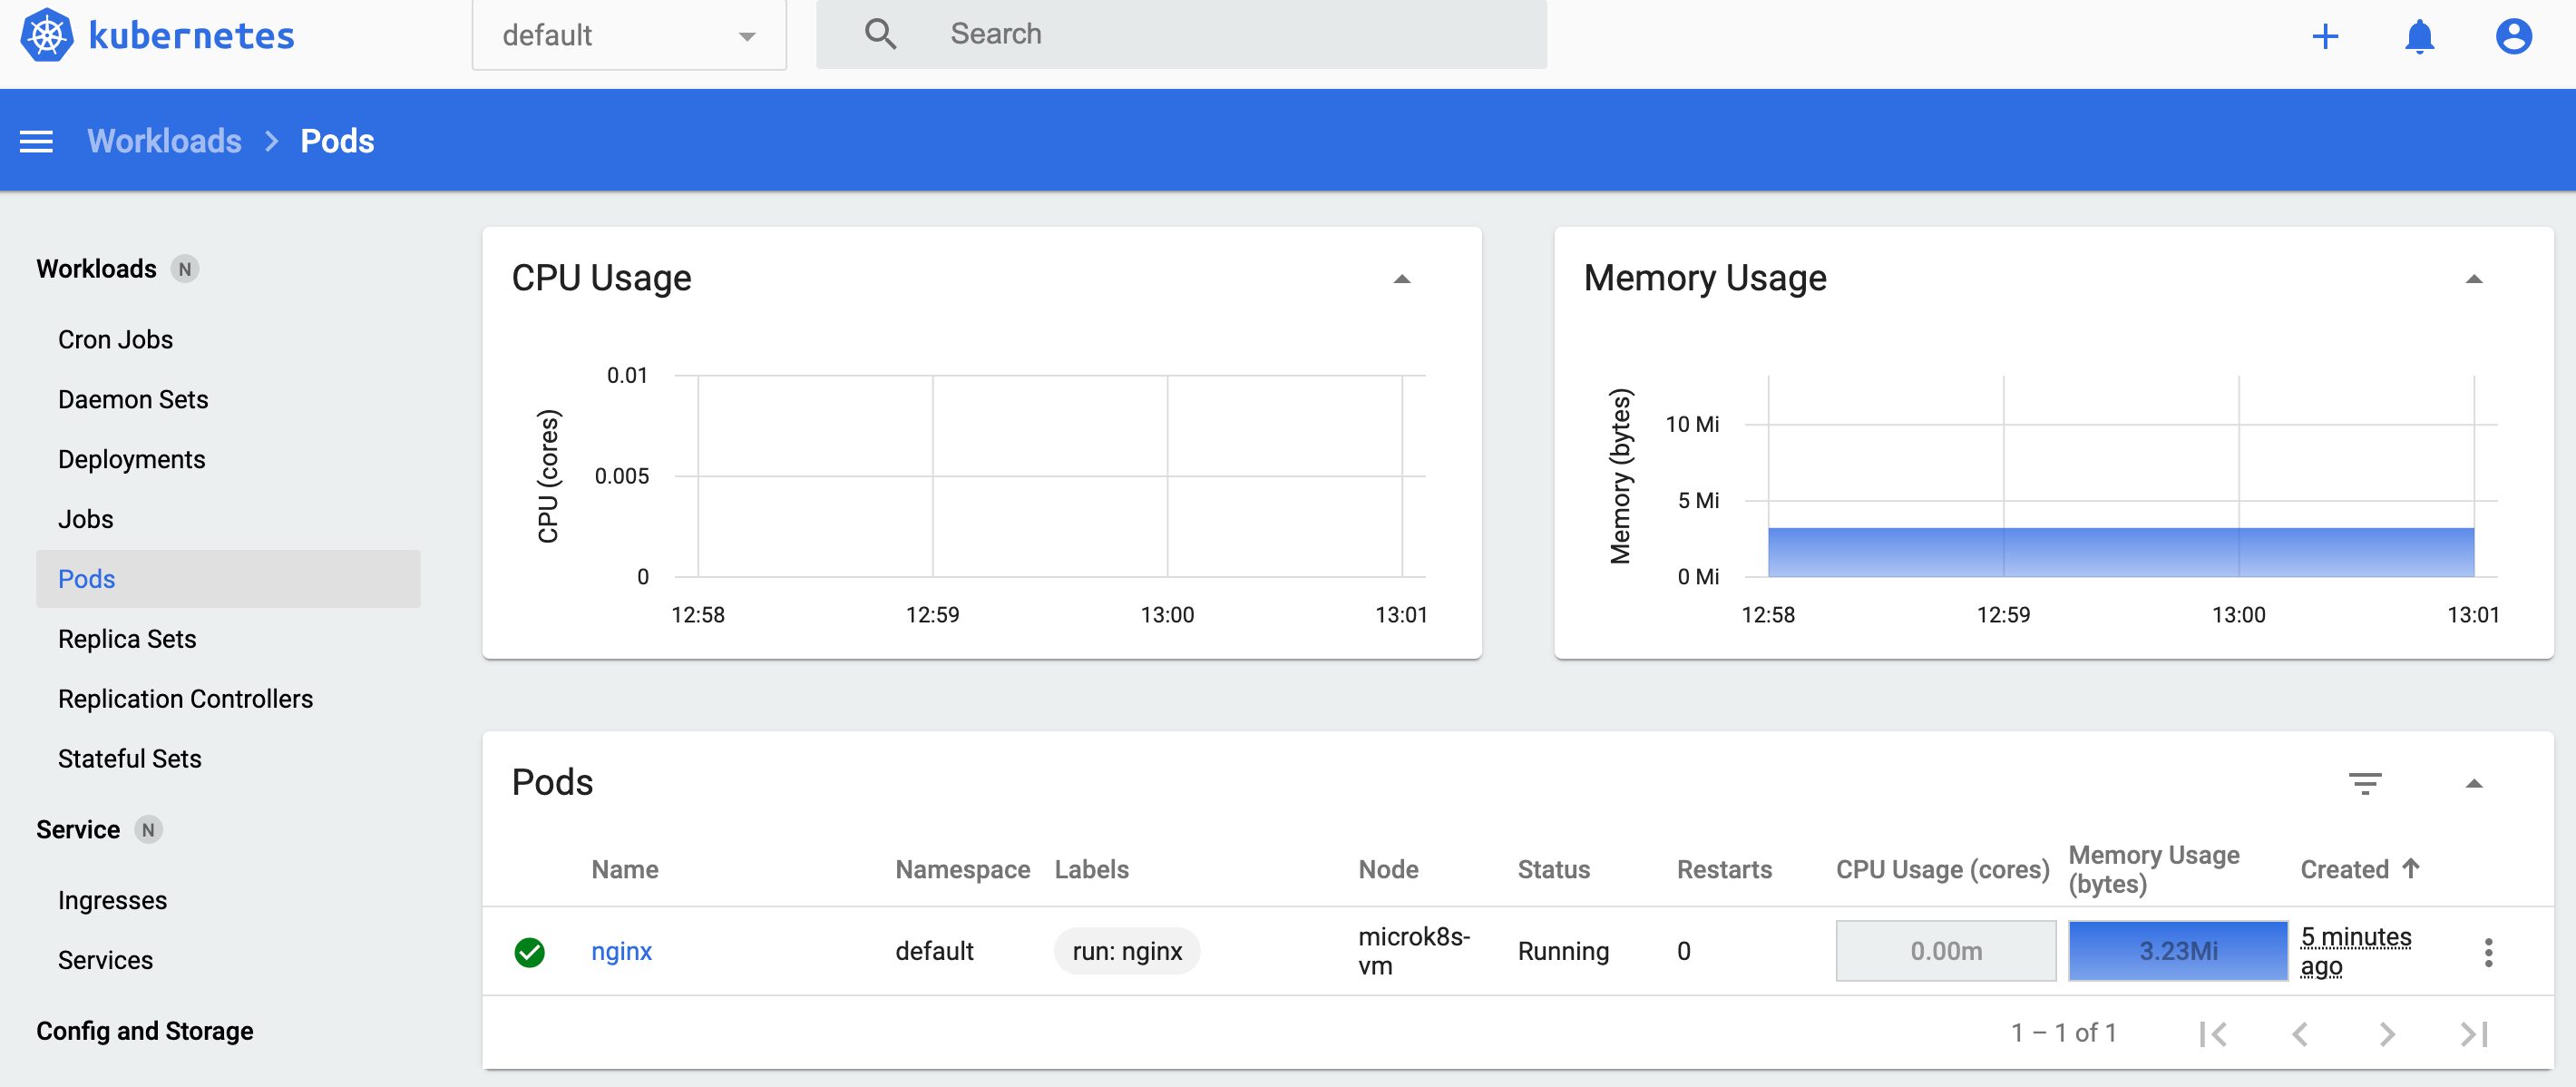 kubernetes
default
Search
Workloads > Pods
Workloads N
Cron Jobs
Daemon Sets
Deployments
Jobs
Pods
Replica Sets
Replication Controllers
Stateful Sets
Service N
Ingresses
Services
Config and Storage
CPU Usage
CPU (cores)
0.01
0.005
0
12:58 12:59 13:00 13:01
Memory Usage
Memory (bytes)
10 Mi
5 Mi
0 Mi
12:58 12:59 13:00 13:01
Pods
Name Namespace Labels Node Status Restarts CPU Usage (cores) Memory Usage (bytes) Created
nginx default run: nginx microk8s-vm Running 0 0.00m 3.23Mi 5 minutes ago
1 – 1 of 1